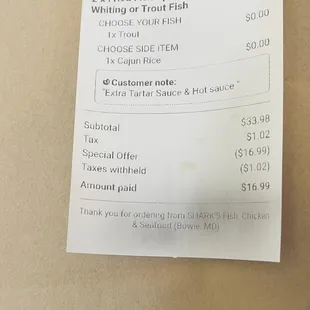 Whiting or Trout Fish
CHOOSE YOUR FISH $0.00
1x Trout
CHOOSE SIDE ITEM $0.00
1x Cajun Rice
Customer note:
"Extra Tartar Sauce & Hot sauce "
Subtotal $33.98
Tax $1.02
Special Offer ($16.99)
Taxes withheld ($1.02)
Amount paid $16.99
Thank you for ordering from SHARK'S Fish, Chicken
& Seafood (Bowie, MD)